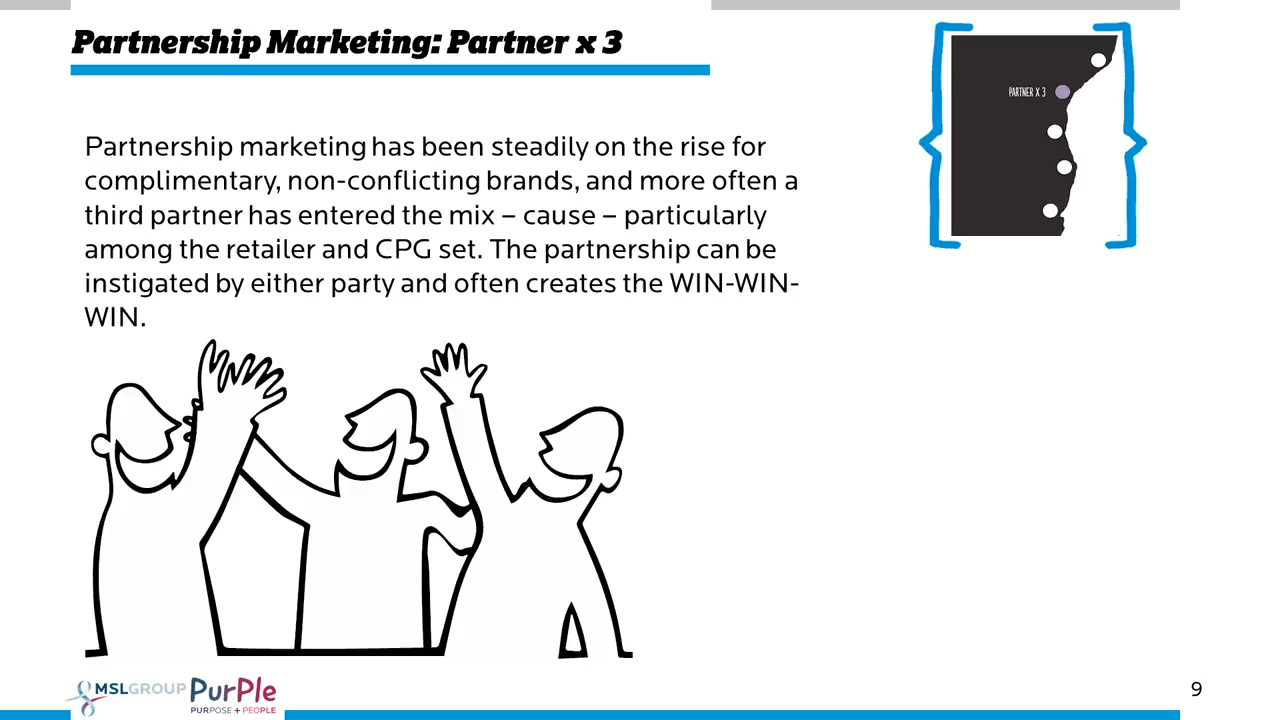 Partnership Marketing: Partner x 3
PARTNER X 3
Partnership marketing has been steadily on the rise for
complimentary, non-conflicting brands, and more often a
third partner has entered the mix – cause – particularly
among the retailer and CPG set. The partnership can be
instigated by either party and often creates the WIN-WIN-
WIN.
MSLGROUP PurPle
PURPOSE + PEOPLE
9